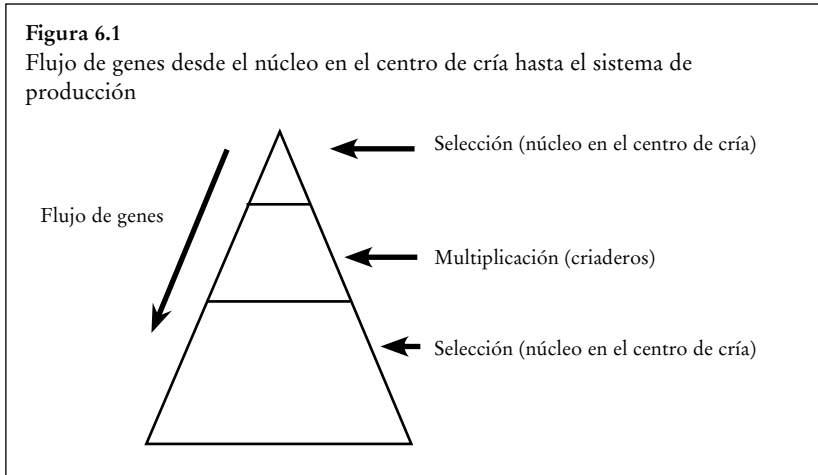 Figura 6.1
Flujo de genes desde el núcleo en el centro de cría hasta el sistema de
producción
Selección (núcleo en el centro de cría)
Flujo de genes
Multiplicación (criaderos)
Selección (núcleo en el centro de cría)